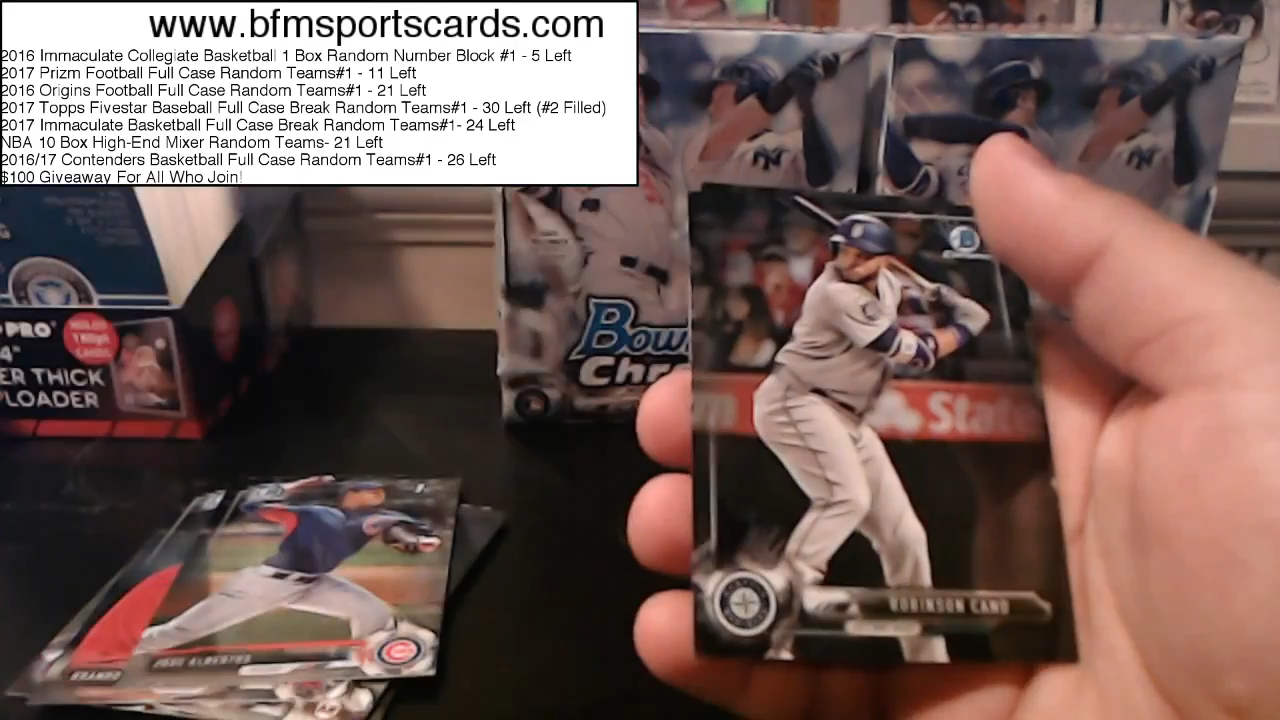 www.bfmsportscards.com
2016 Immaculate Collegiate Basketball 1 Box Random Number Block #1 - 5 Left
2017 Prizm Football Full Case Random Teams#1 - 11 Left
2016 Origins Football Full Case Random Teams#1 - 21 Left
2017 Topps Fivestar Baseball Full Case Break Random Teams#1 - 30 Left (#2 Filled)
2017 Immaculate Basketball Full Case Break Random Teams#1- 24 Left
NBA 10 Box High-End Mixer Random Teams- 21 Left
2016/17 Contenders Basketball Full Case Random Teams#1 - 26 Left
$100 Giveaway For All Who Join!
PRO
ER THICK
LOADER
Bow
Chr
State
ROBINSON CANO
JOSE ALBERTOS